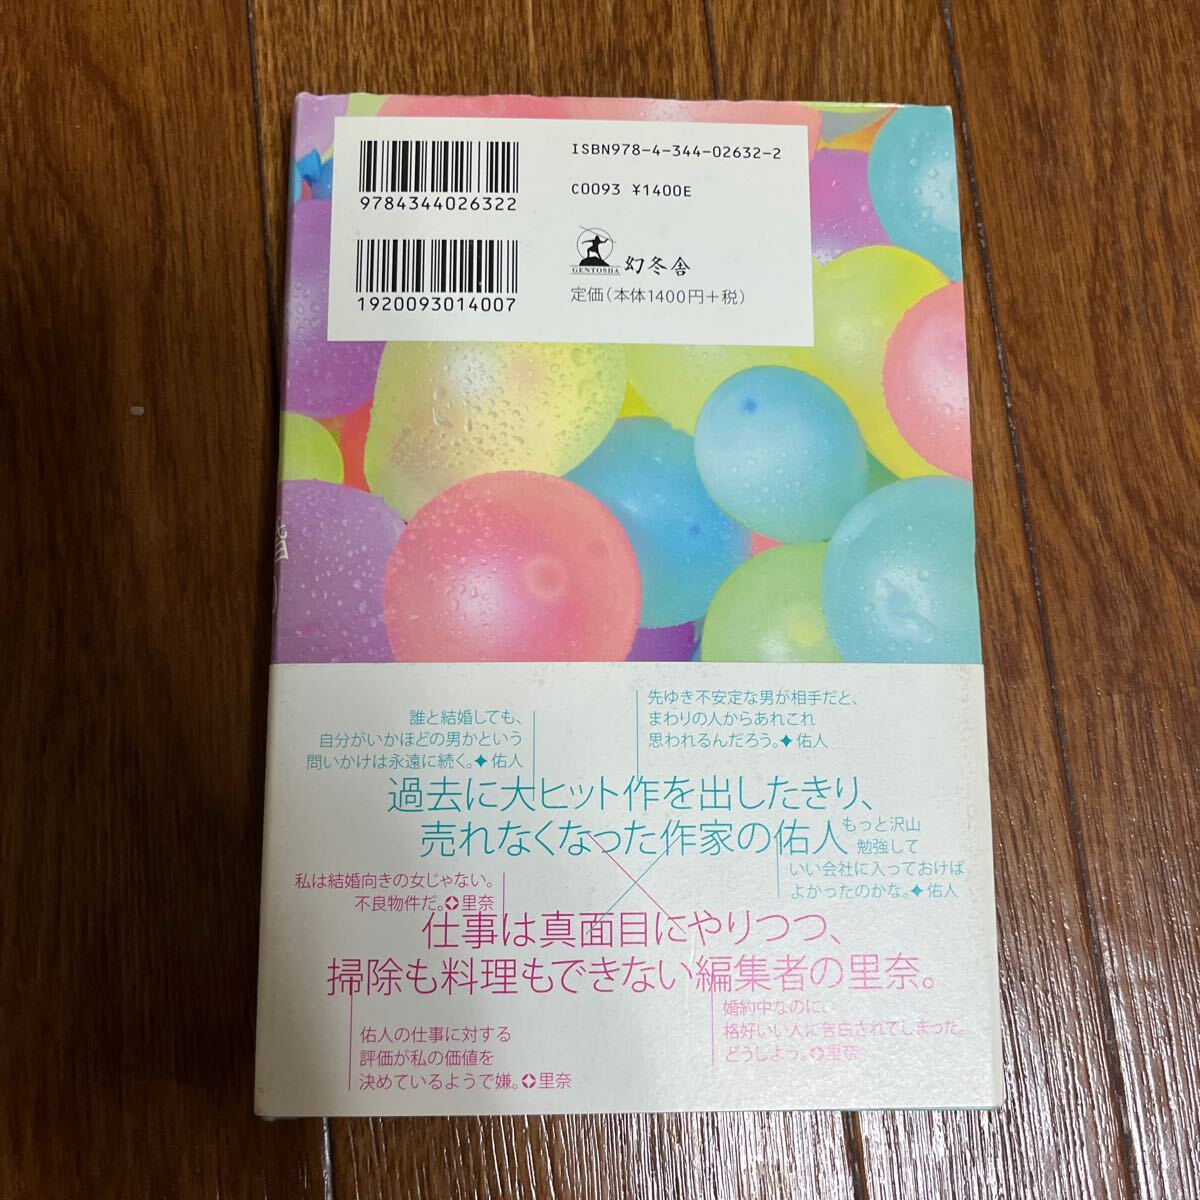 ISBN978-4-344-02632-2
9784344026322
C0093 ¥1400E
GENTOSHA 幻冬舎
1920093014007
定価(本体1400円+税)
誰と結婚しても、
自分がいかほどの男かという
問いかけは永遠に続く。✦佑人
先ゆき不安定な男が相手だと、
まわりの人からあれこれ
思われるんだろう。✦佑人
過去に大ヒット作を出したきり、
売れなくなった作家の佑人
もっと沢山
勉強して
いい会社に入っておけば
よかったのかな。✦佑人
私は結婚向きの女じゃない。
不良物件だ。✪里奈
仕事は真面目にやりつつ、
掃除も料理もできない編集者の里奈。
佑人の仕事に対する
評価が私の価値を
決めているようで嫌。✪里奈
婚約中なのに、
格好いい人に告白されてしまった。
どうしよう。✪里奈